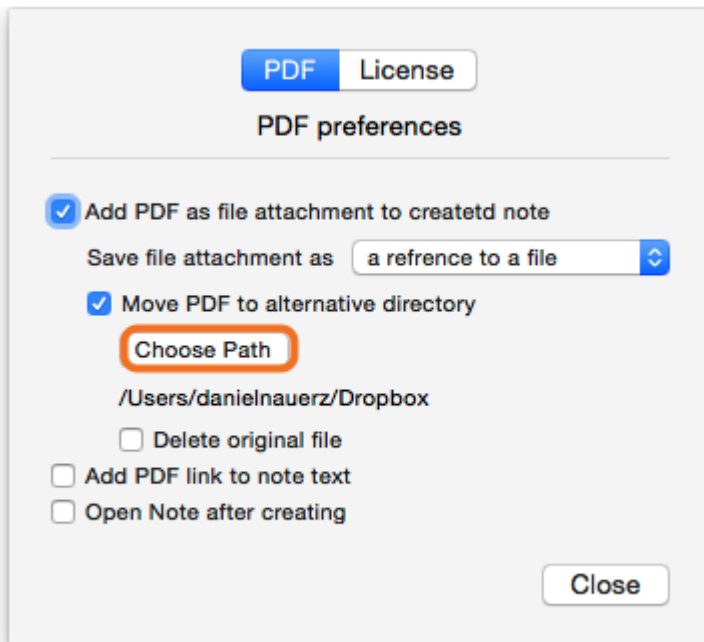 PDF License
PDF preferences
Add PDF as file attachment to createtd note
Save file attachment as a refrence to a file
Move PDF to alternative directory
Choose Path
/Users/danielnauerz/Dropbox
Delete original file
Add PDF link to note text
Open Note after creating
Close